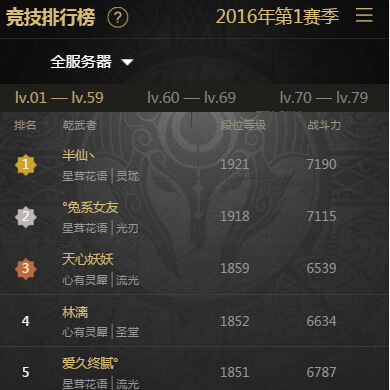 竞技排行榜 ? 2016年第1赛季
全服务器
lv.01 — lv.59 lv.60 — lv.69 lv.70 — lv.79
排名 乾武者 段位等级 战斗力
1 半仙丶 1921 7190
星茸花语 | 灵珑
2 °兔系女友 1918 7115
星茸花语 | 光刃
3 天心妖妖 1859 6539
心有灵犀 | 流光
4 林漓 1852 6634
心有灵犀 | 圣堂
5 爱久终腻° 1851 6787
星茸花语 | 流光